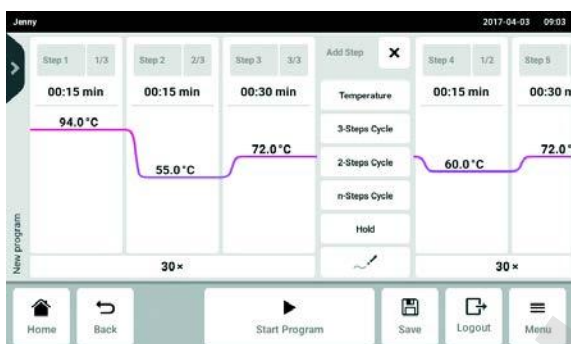 Jenny 2017-04-03 09:03
Step 1 1/3 Step 2 2/3 Step 3 3/3 Add Step Step 4 1/2 Step 5
00:15 min 00:15 min 00:30 min Temperature 00:15 min 00:30 m
94.0°C 3-Steps Cycle
55.0°C 72.0°C 2-Steps Cycle 60.0°C 72.0°
n-Steps Cycle
Hold
New program
30× 30×
Home Back Start Program Save Logout Menu